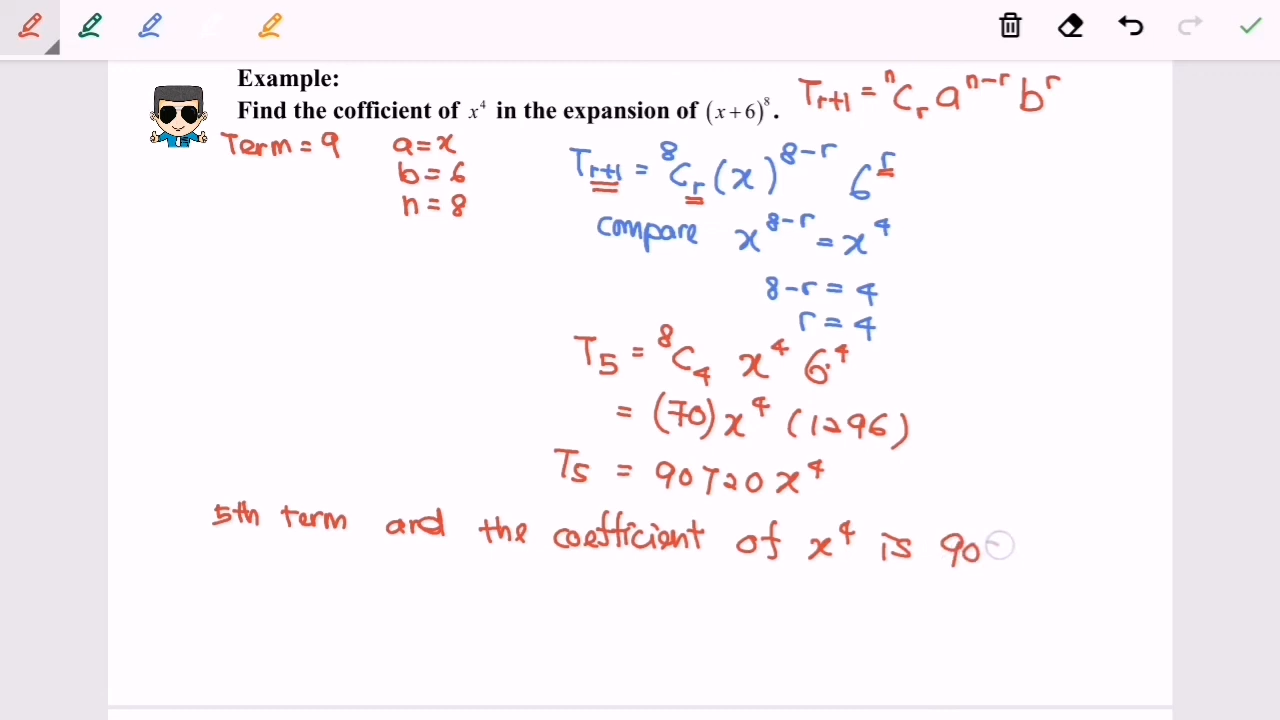 Example:
Find the cofficient of x⁴ in the expansion of (x+6)⁸.
Tr+1 = ⁿCr aⁿ⁻ʳ bʳ
Term = 9
a = x
b = 6
n = 8
Tr+1 = ⁸Cr (x)⁸⁻ʳ 6ʳ
compare x⁸⁻ʳ = x⁴
8-r = 4
r = 4
T5 = ⁸C4 x⁴ 6⁴
= (70) x⁴ (1296)
T5 = 90720 x⁴
5th term and the coefficient of x⁴ is 90